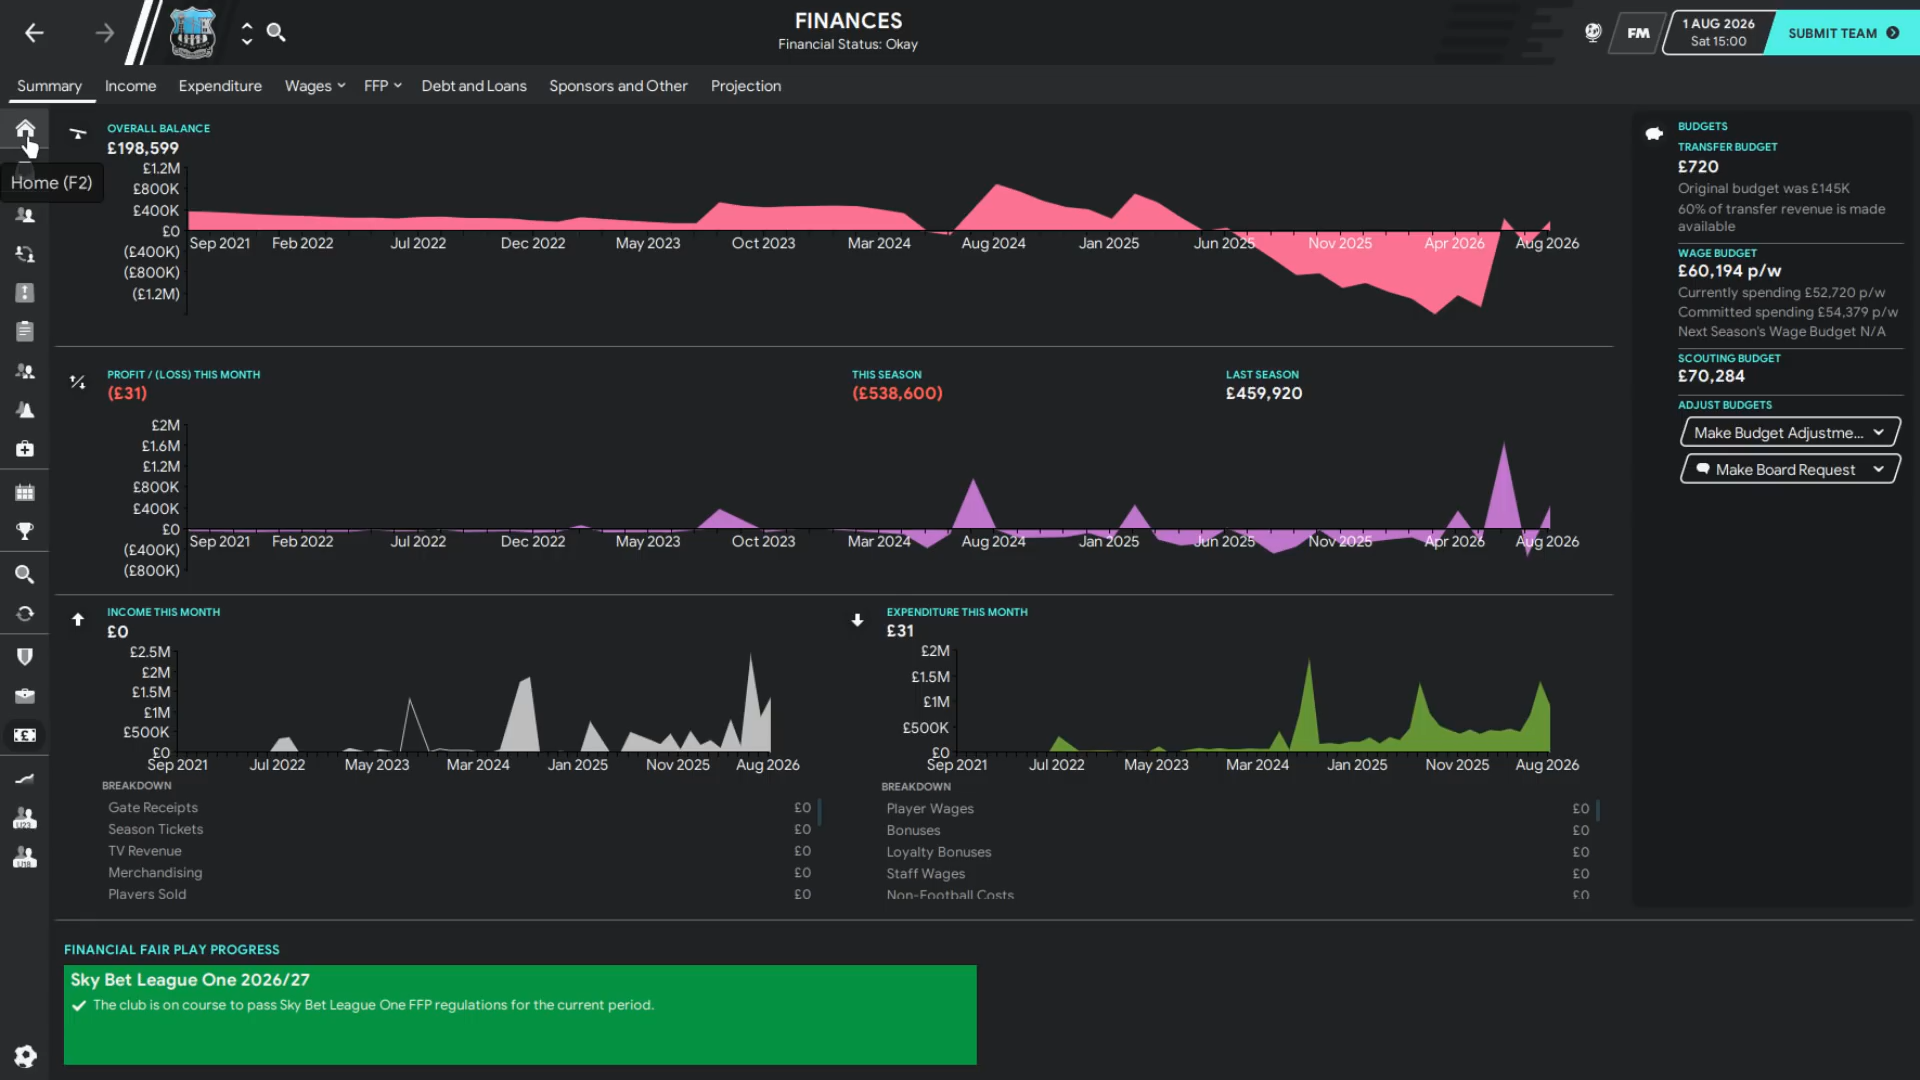 FINANCES
Financial Status: Okay
FM
1 AUG 2026
Sat 15:00
SUBMIT TEAM
Summary
Income
Expenditure
Wages
FFP
Debt and Loans
Sponsors and Other
Projection
Home (F2)
OVERALL BALANCE
£198,599
£1.2M
£800K
£400K
£0
(£400K)
(£800K)
(£1.2M)
Sep 2021
Feb 2022
Jul 2022
Dec 2022
May 2023
Oct 2023
Mar 2024
Aug 2024
Jan 2025
Jun 2025
Nov 2025
Apr 2026
Aug 2026
PROFIT / (LOSS) THIS MONTH
(£31)
THIS SEASON
(£538,600)
LAST SEASON
£459,920
£2M
£1.6M
£1.2M
£800K
£400K
£0
(£400K)
(£800K)
Sep 2021
Feb 2022
Jul 2022
Dec 2022
May 2023
Oct 2023
Mar 2024
Aug 2024
Jan 2025
Jun 2025
Nov 2025
Apr 2026
Aug 2026
INCOME THIS MONTH
£0
£2.5M
£2M
£1.5M
£1M
£500K
£0
Sep 2021
Jul 2022
May 2023
Mar 2024
Jan 2025
Nov 2025
Aug 2026
BREAKDOWN
Gate Receipts £0
Season Tickets £0
TV Revenue £0
Merchandising £0
Players Sold £0
EXPENDITURE THIS MONTH
£31
£2M
£1.5M
£1M
£500K
£0
Sep 2021
Jul 2022
May 2023
Mar 2024
Jan 2025
Nov 2025
Aug 2026
BREAKDOWN
Player Wages £0
Bonuses £0
Loyalty Bonuses £0
Staff Wages £0
Non-Football Costs £0
BUDGETS
TRANSFER BUDGET
£720
Original budget was £145K
60% of transfer revenue is made
available
WAGE BUDGET
£60,194 p/w
Currently spending £52,720 p/w
Committed spending £54,379 p/w
Next Season's Wage Budget N/A
SCOUTING BUDGET
£70,284
ADJUST BUDGETS
Make Budget Adjustme...
Make Board Request
U23
U18
FINANCIAL FAIR PLAY PROGRESS
Sky Bet League One 2026/27
The club is on course to pass Sky Bet League One FFP regulations for the current period.